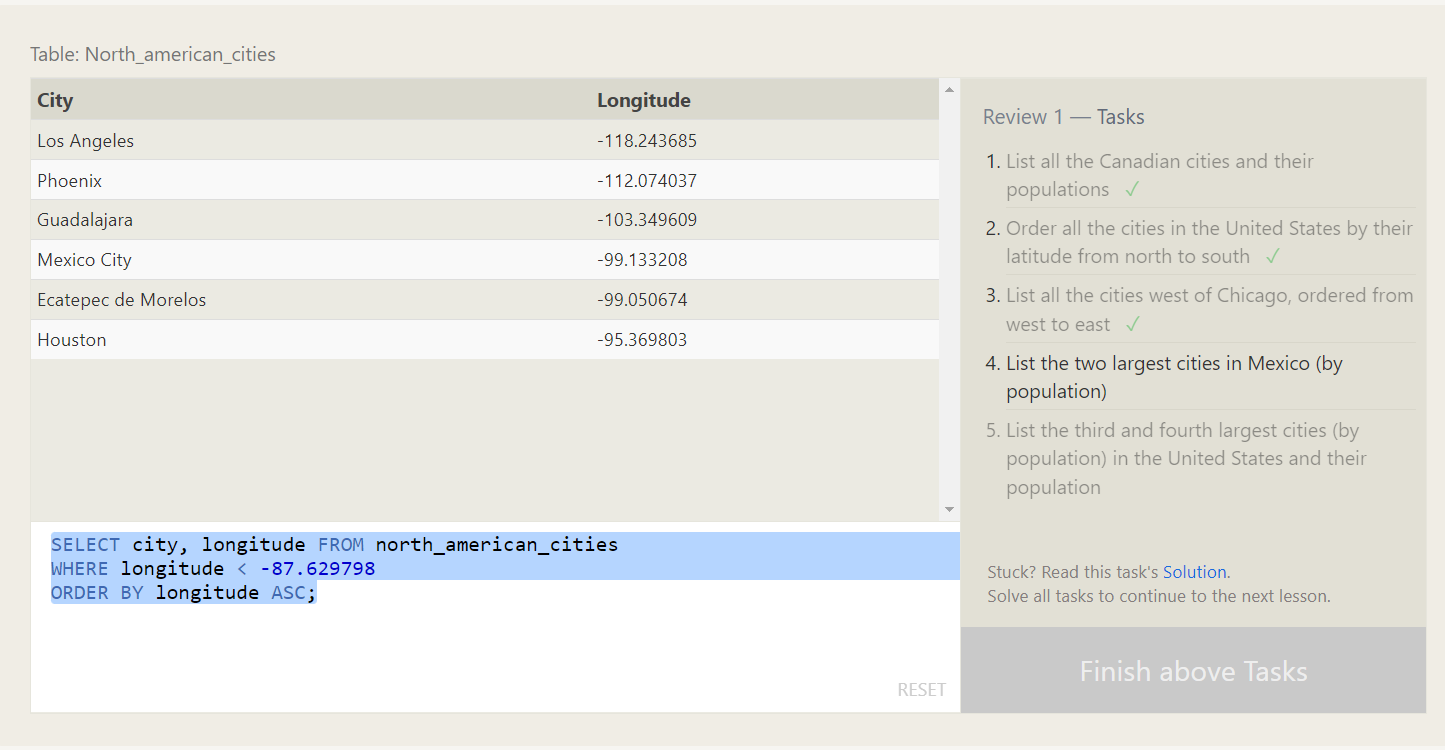 Table: North_american_cities
City Longitude
Los Angeles -118.243685
Phoenix -112.074037
Guadalajara -103.349609
Mexico City -99.133208
Ecatepec de Morelos -99.050674
Houston -95.369803
SELECT city, longitude FROM north_american_cities
WHERE longitude < -87.629798
ORDER BY longitude ASC;
RESET
Review 1 — Tasks
1. List all the Canadian cities and their
populations ✓
2. Order all the cities in the United States by their
latitude from north to south ✓
3. List all the cities west of Chicago, ordered from
west to east ✓
4. List the two largest cities in Mexico (by
population)
5. List the third and fourth largest cities (by
population) in the United States and their
population
Stuck? Read this task's Solution.
Solve all tasks to continue to the next lesson.
Finish above Tasks